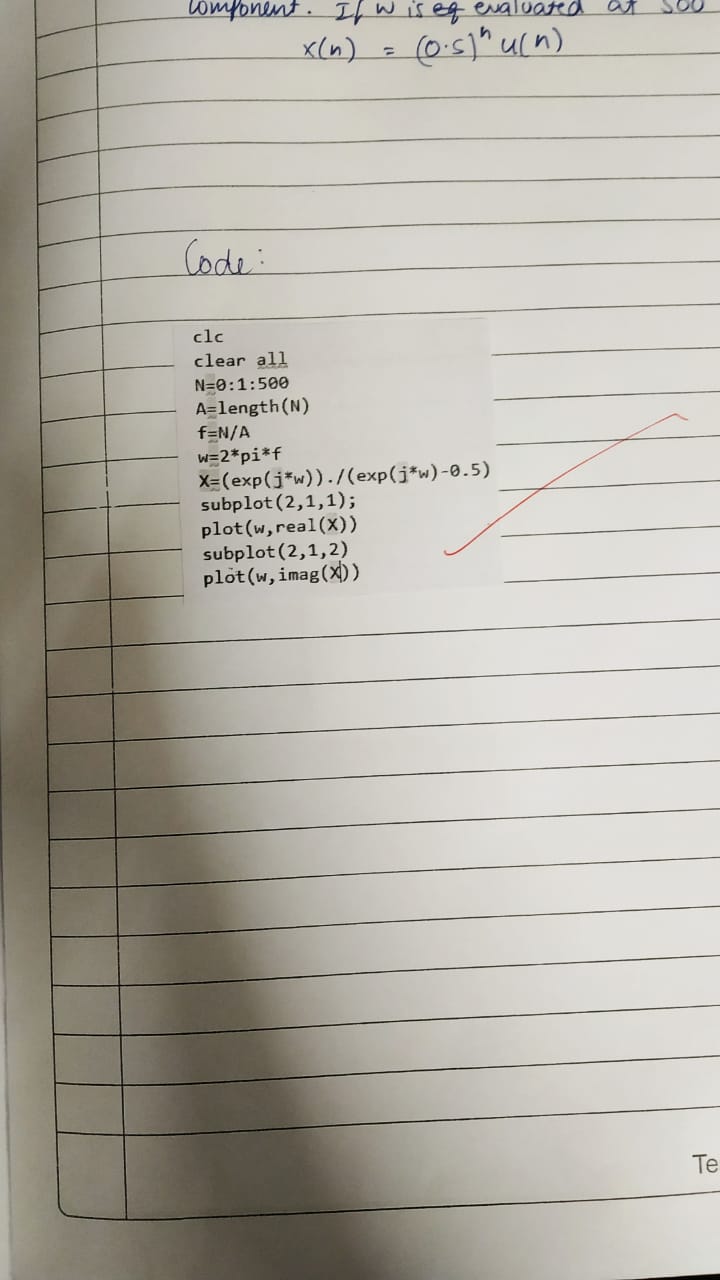 component. If w is evaluated at 500
x(n) = (0.5)ⁿ u(n)
Code:
clc
clear all
N=0:1:500
A=length(N)
f=N/A
w=2*pi*f
X=(exp(j*w))./(exp(j*w)-0.5)
subplot(2,1,1);
plot(w,real(X))
subplot(2,1,2)
plot(w,imag(X))
Te